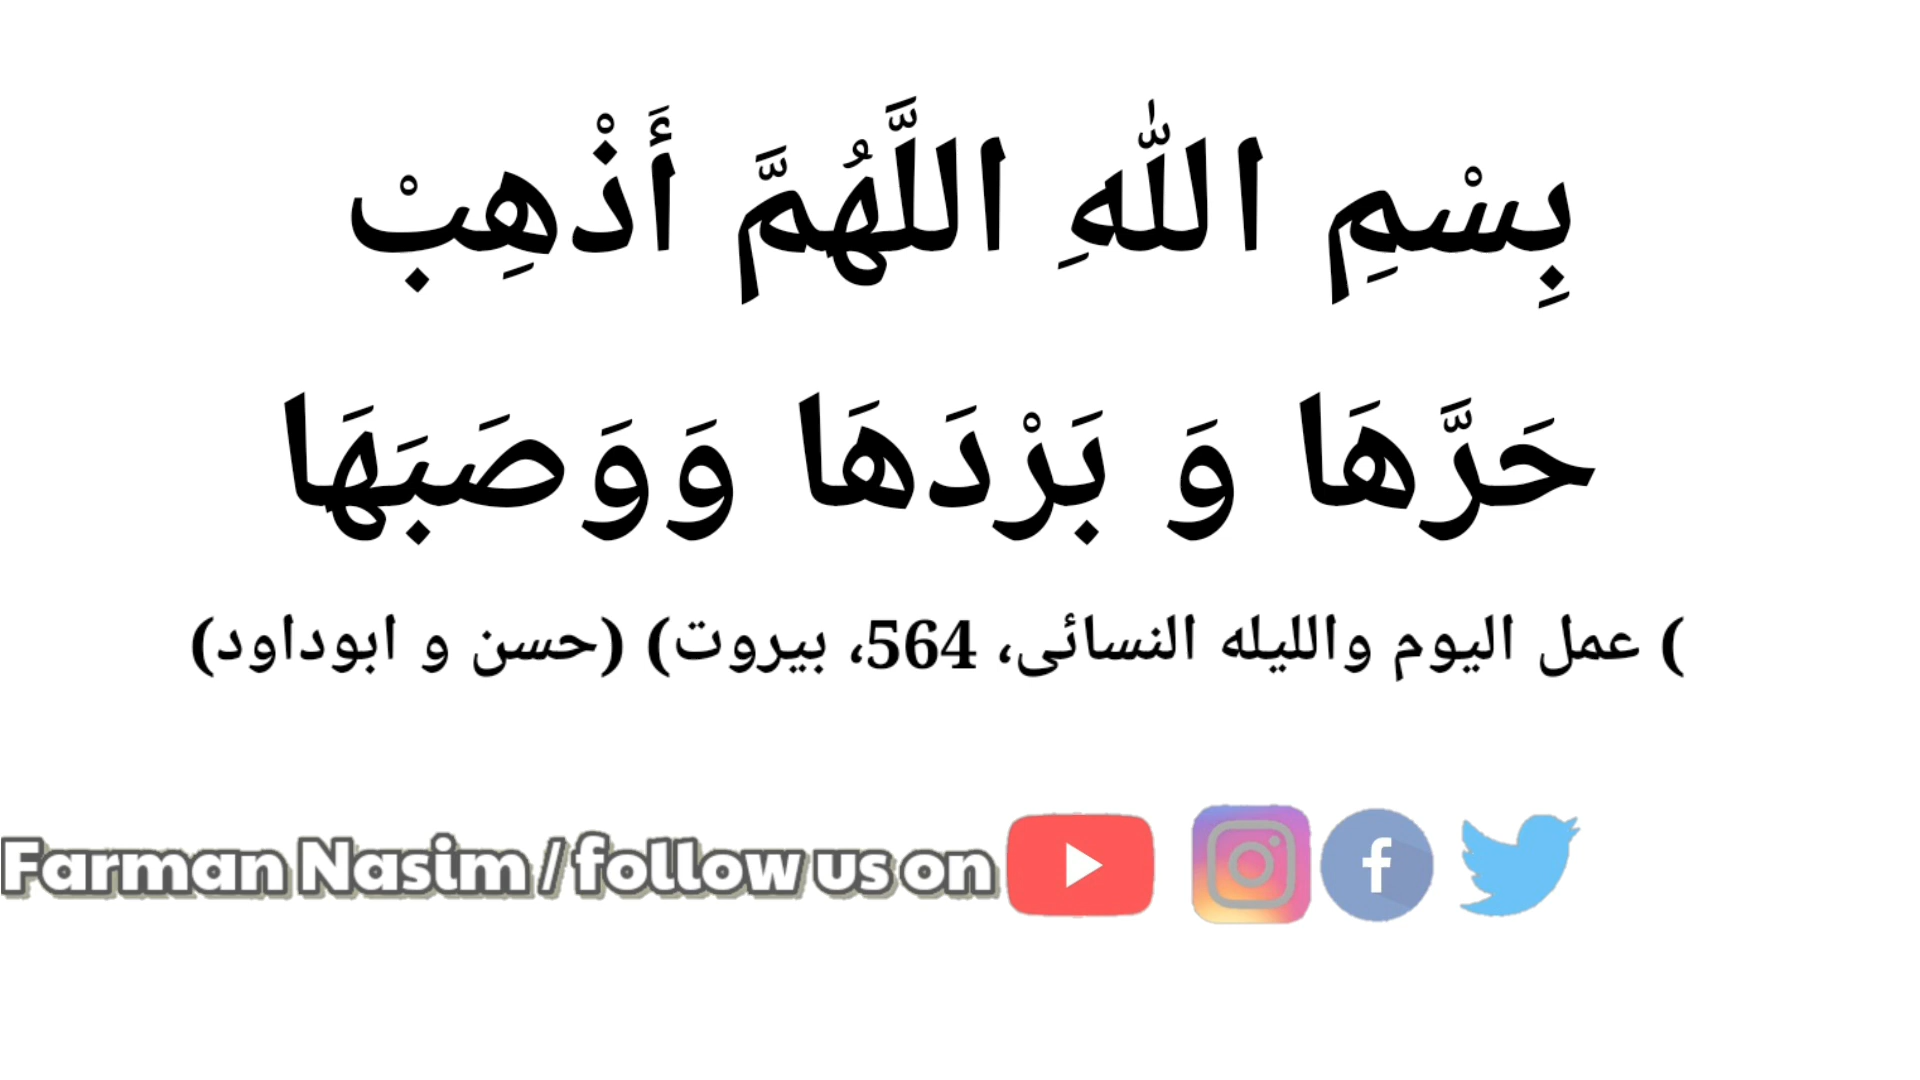 بِسْمِ اللّٰهِ اللَّهُمَّ أَذْهِبْ
حَرَّهَا وَ بَرْدَهَا وَوَصَبَهَا
) عمل اليوم والليله النسائى، 564، بيروت) (حسن و ابوداود)
Farman Nasim / follow us on